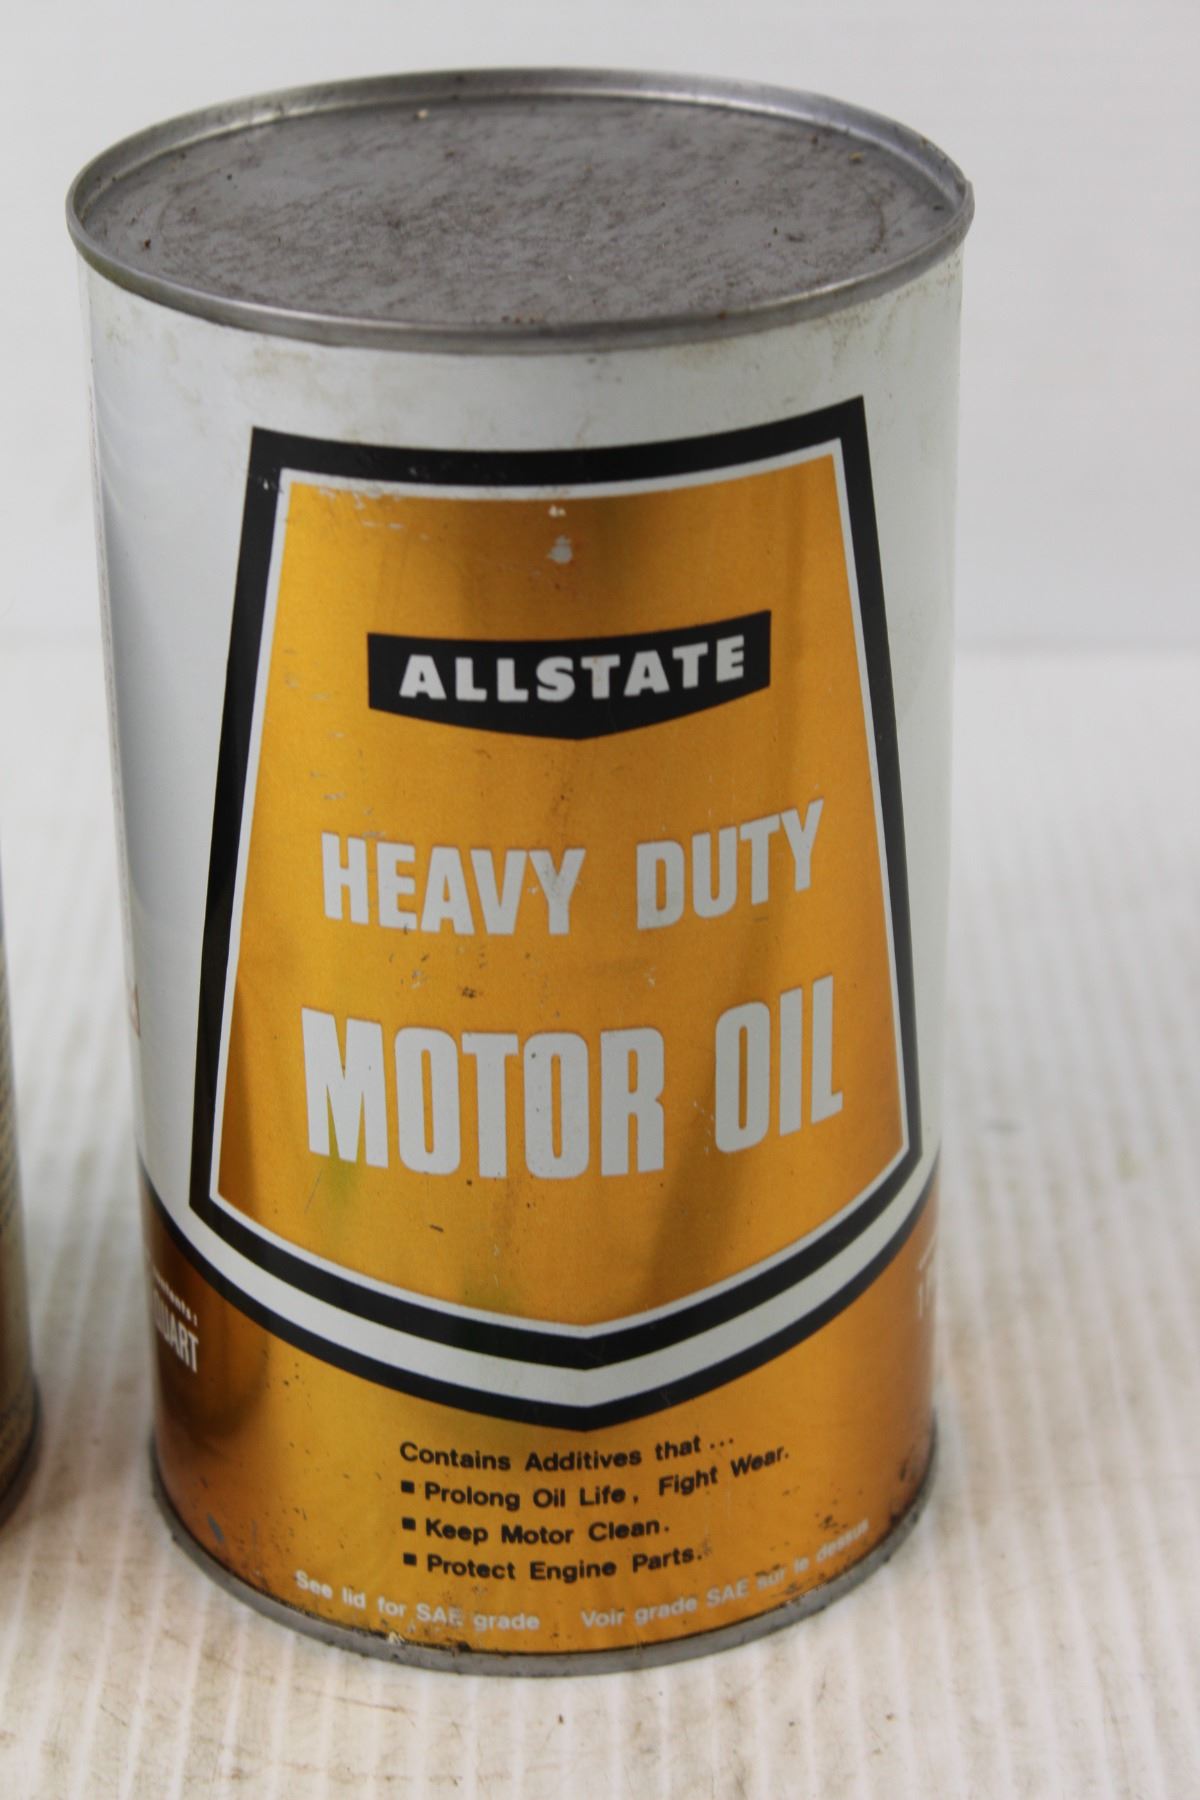 ALLSTATE
HEAVY DUTY
MOTOR OIL
QUART
Contains Additives that...
▪ Prolong Oil Life, Fight Wear.
▪ Keep Motor Clean.
▪ Protect Engine Parts.
See lid for SAE grade Voir grade SAE sur le dessus